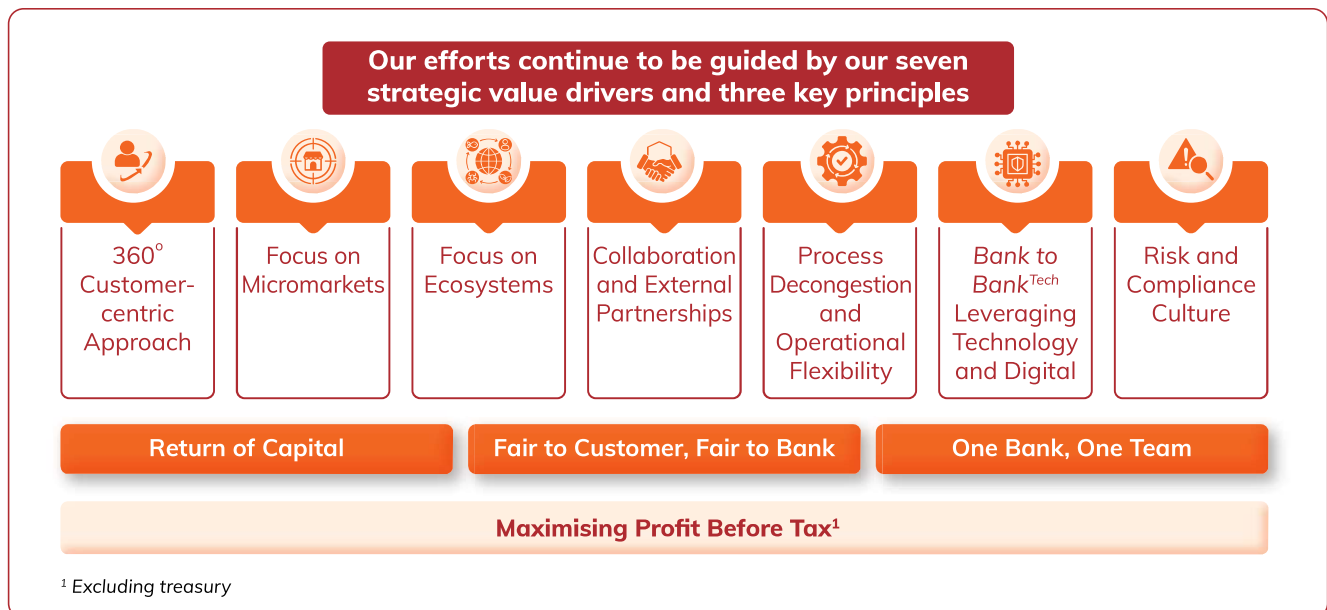 Our efforts continue to be guided by our seven
strategic value drivers and three key principles
360°
Customer-
centric
Approach
Focus on
Micromarkets
Focus on
Ecosystems
Collaboration
and External
Partnerships
Process
Decongestion
and
Operational
Flexibility
Bank to
BankTech
Leveraging
Technology
and Digital
Risk and
Compliance
Culture
Return of Capital
Fair to Customer, Fair to Bank
One Bank, One Team
Maximising Profit Before Tax¹
¹ Excluding treasury